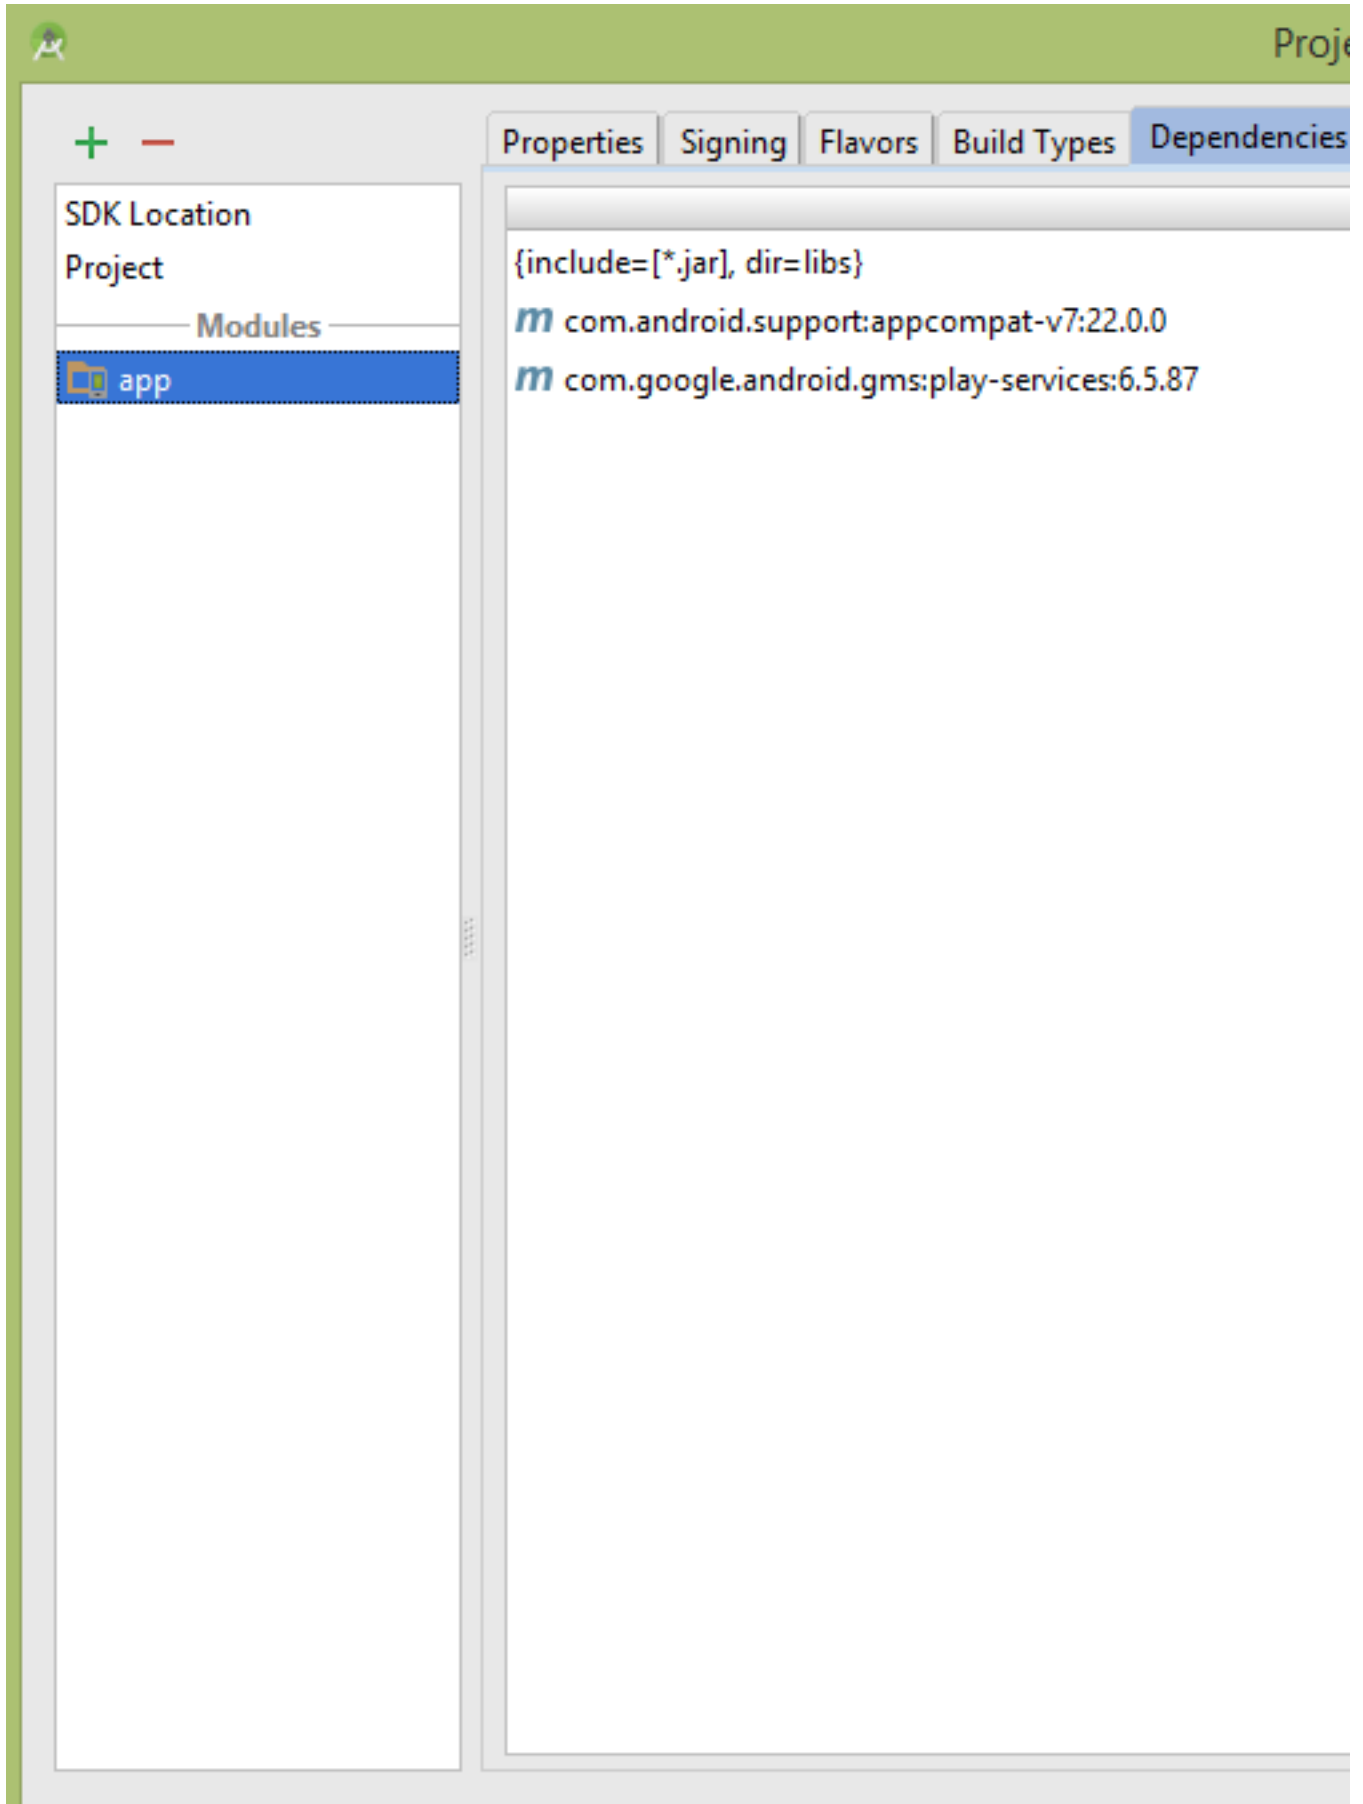 Proje
Properties Signing Flavors Build Types Dependencies
SDK Location
Project
Modules
app
{include=[*.jar], dir=libs}
m com.android.support:appcompat-v7:22.0.0
m com.google.android.gms:play-services:6.5.87